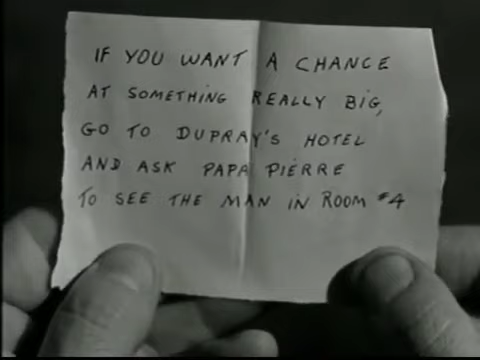 IF YOU WANT A CHANCE
AT SOMETHING REALLY BIG,
GO TO DUPRAY'S HOTEL
AND ASK PAPA PIERRE
TO SEE THE MAN IN ROOM #4